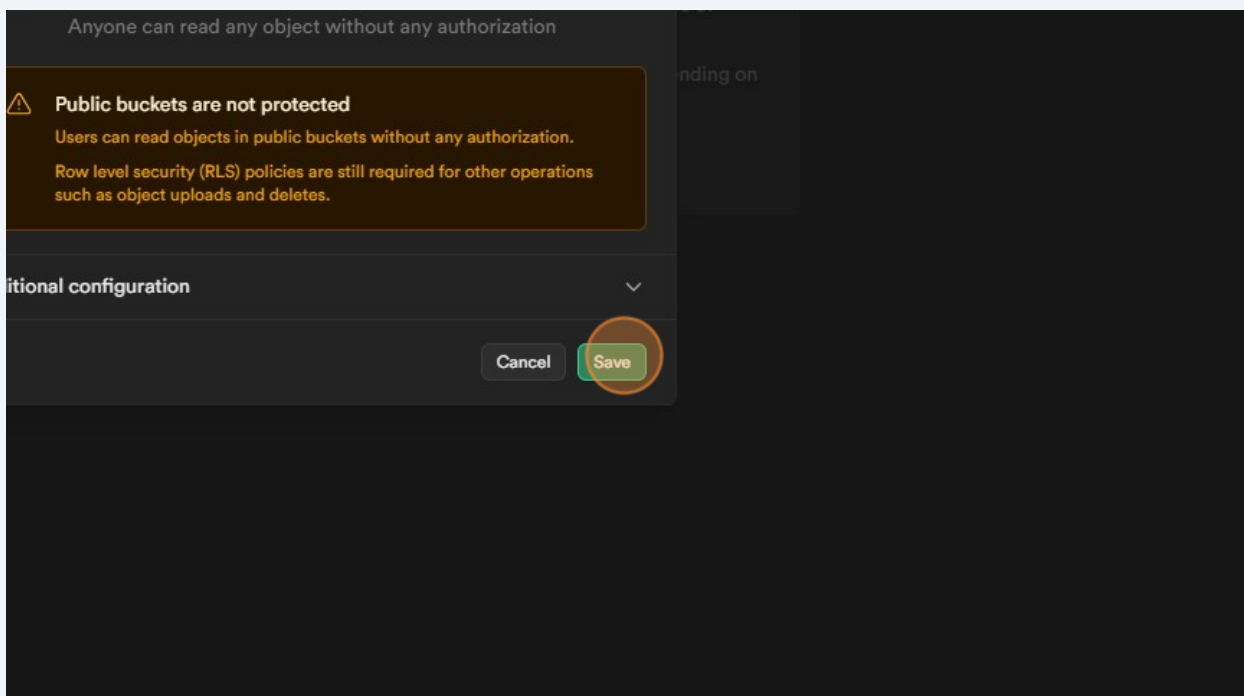 Anyone can read any object without any authorization
ending on
Public buckets are not protected
Users can read objects in public buckets without any authorization.
Row level security (RLS) policies are still required for other operations
such as object uploads and deletes.
itional configuration
Cancel
Save